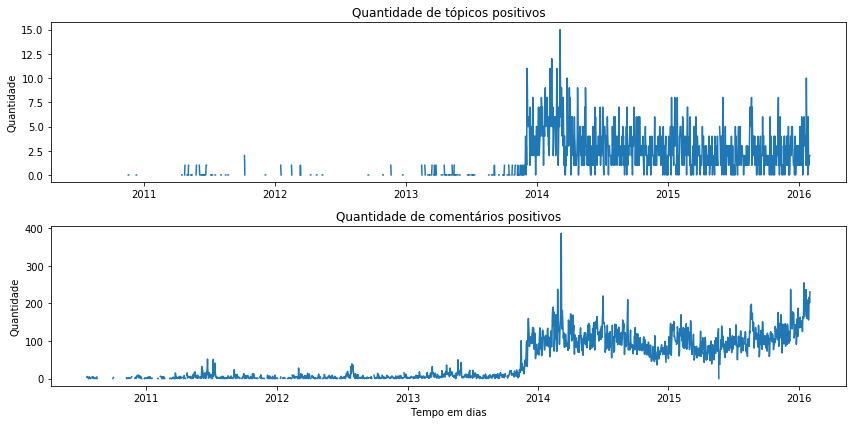 Quantidade de tópicos positivos
15.0
12.5
10.0
7.5
5.0
2.5
0.0
Quantidade
2011 2012 2013 2014 2015 2016
Quantidade de comentários positivos
400
300
200
100
0
Quantidade
2011 2012 2013 2014 2015 2016
Tempo em dias